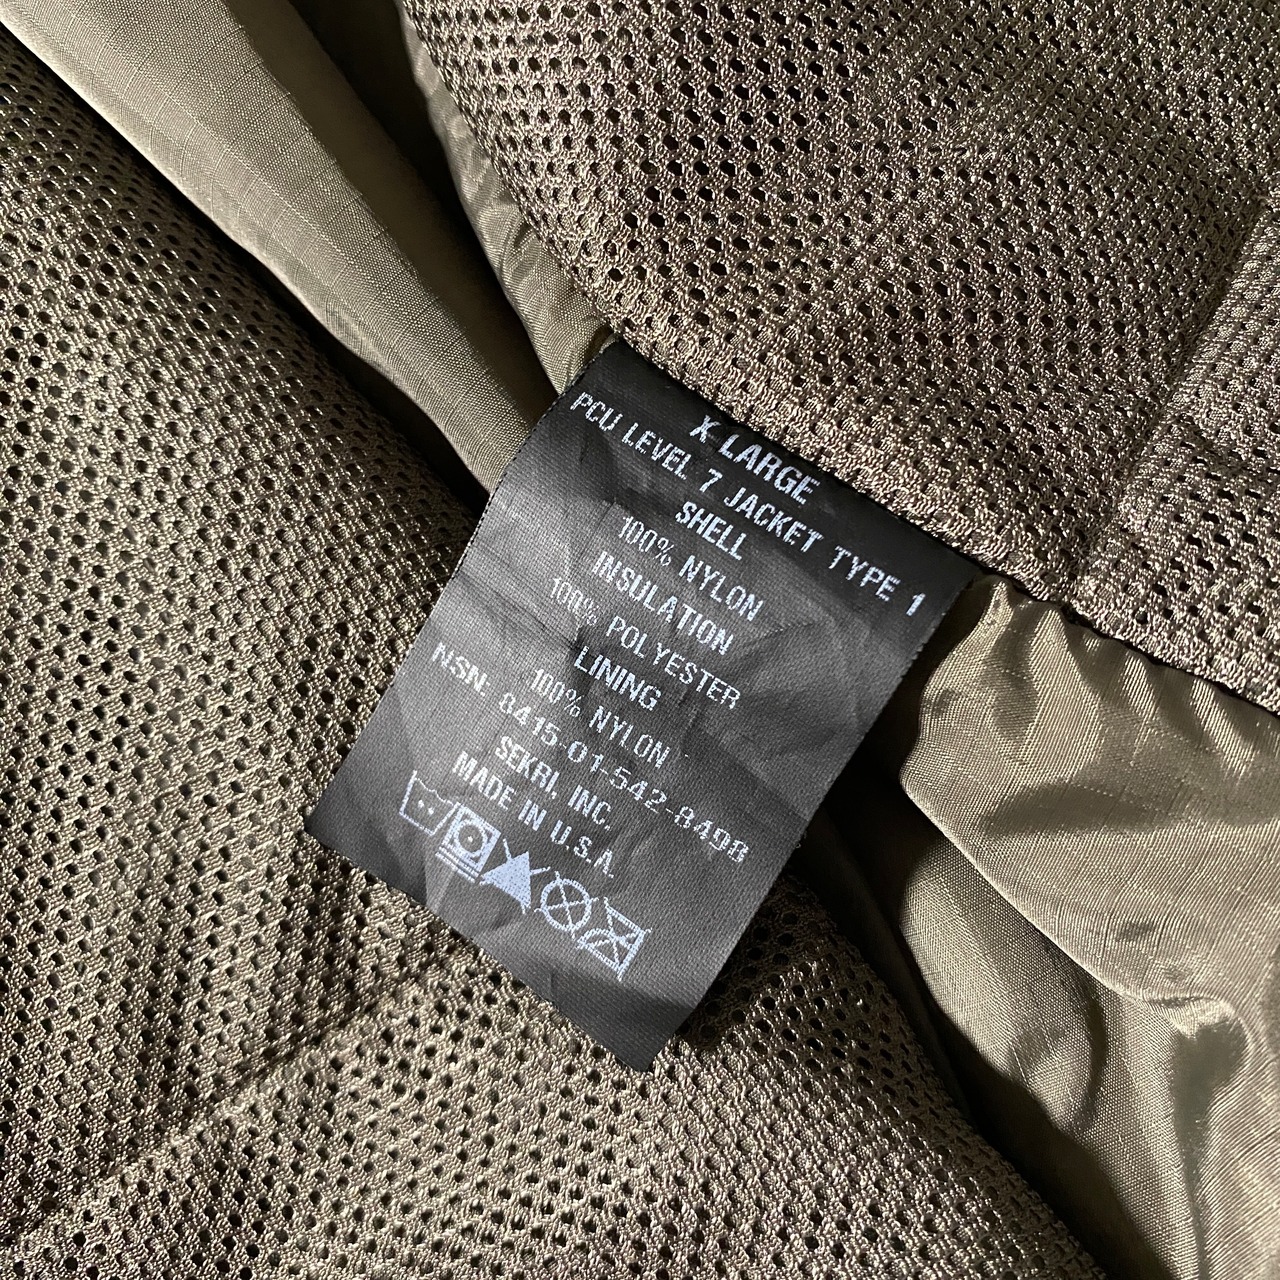 X LARGE
PCU LEVEL 7 JACKET TYPE 1
SHELL
100% NYLON
INSULATION
100% POLYESTER
LINING
100% NYLON
NSN: 8415-01-542-8498
SEKRI, INC.
MADE IN U.S.A.